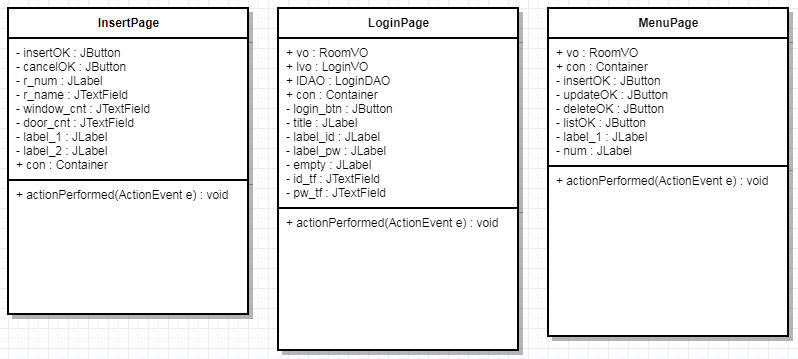 InsertPage
- insertOK : JButton
- cancelOK : JButton
- r_num : JLabel
- r_name : JTextField
- window_cnt : JTextField
- door_cnt : JTextField
- label_1 : JLabel
- label_2 : JLabel
+ con : Container
+ actionPerformed(ActionEvent e) : void
LoginPage
+ vo : RoomVO
+ lvo : LoginVO
+ lDAO : LoginDAO
+ con : Container
- login_btn : JButton
- title : JLabel
- label_id : JLabel
- label_pw : JLabel
- empty : JLabel
- id_tf : JTextField
- pw_tf : JTextField
+ actionPerformed(ActionEvent e) : void
MenuPage
+ vo : RoomVO
+ con : Container
- insertOK : JButton
- updateOK : JButton
- deleteOK : JButton
- listOK : JButton
- label_1 : JLabel
- num : JLabel
+ actionPerformed(ActionEvent e) : void